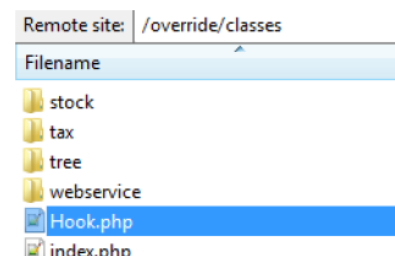 Remote site: /override/classes
Filename
stock
tax
tree
webservice
Hook.php
index.php